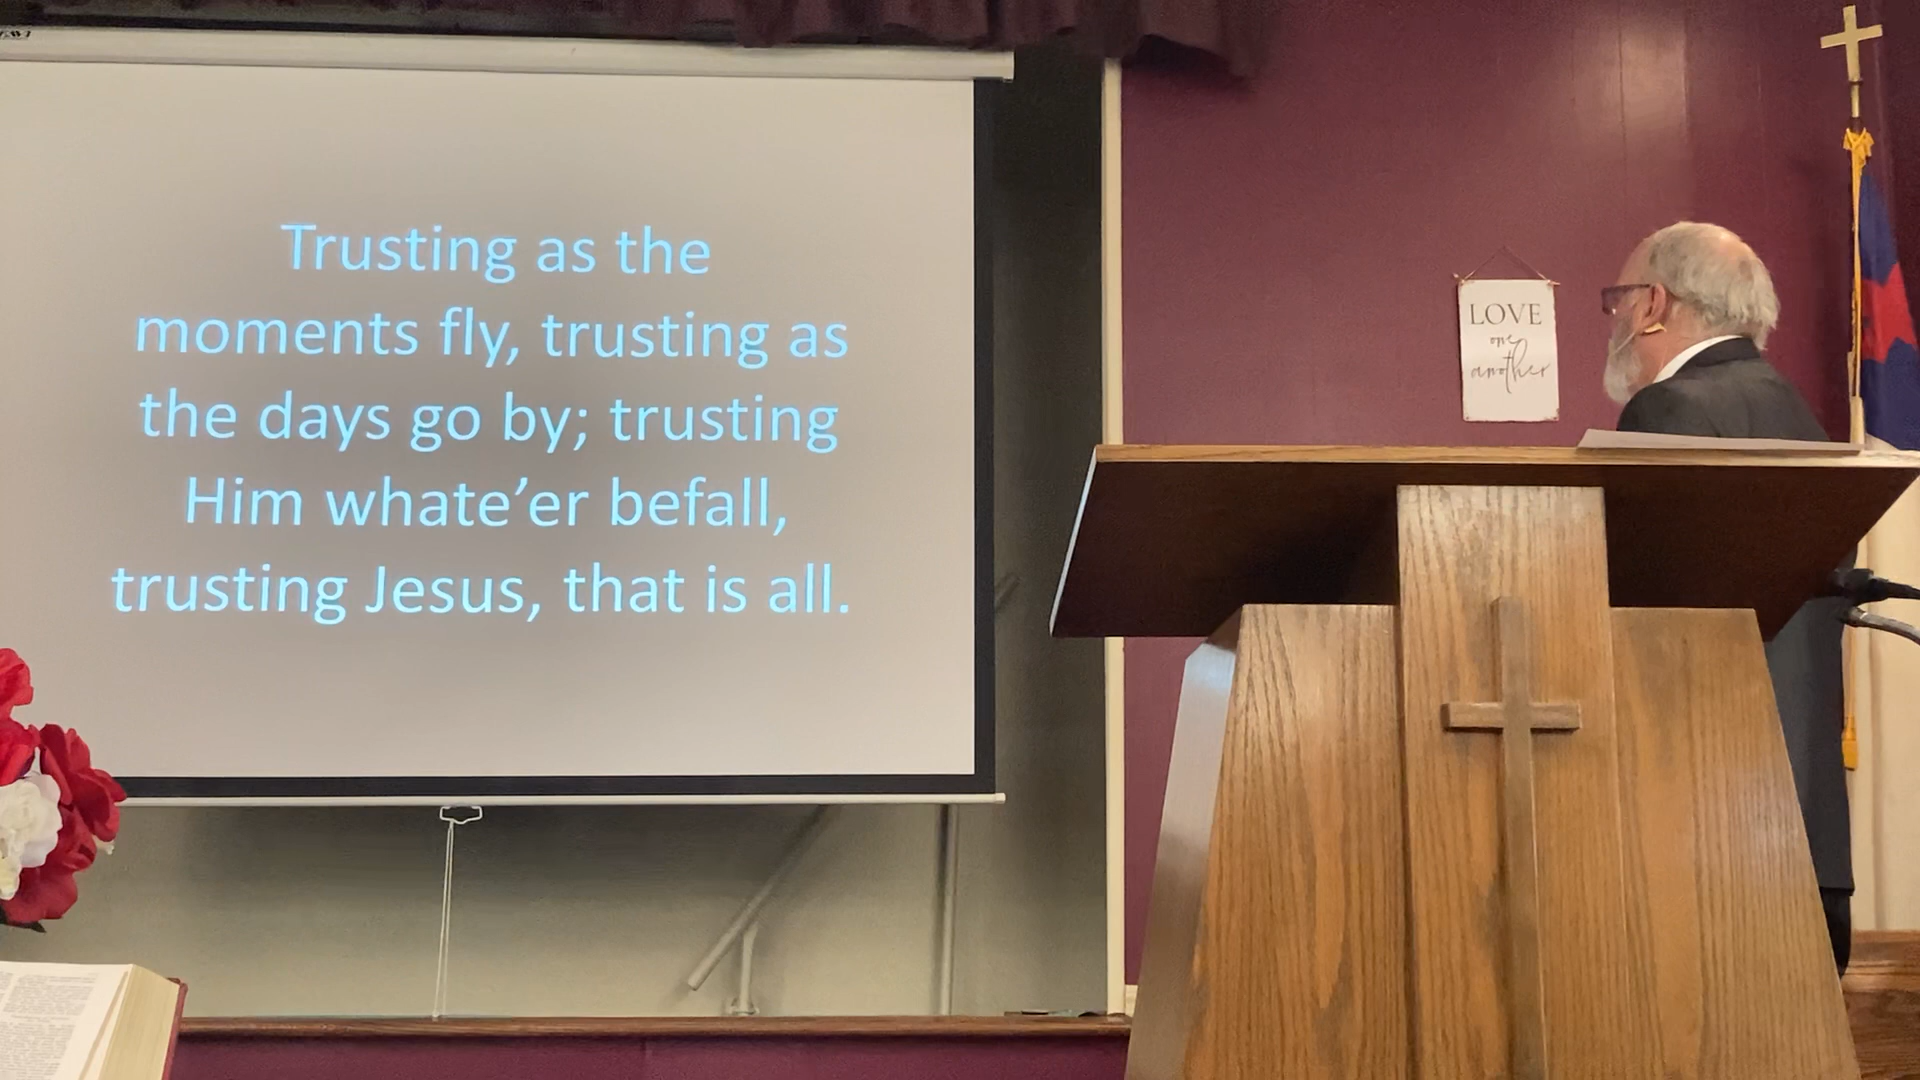 Trusting as the
moments fly, trusting as
the days go by; trusting
Him whate’er befall,
trusting Jesus, that is all.
LOVE
one
another